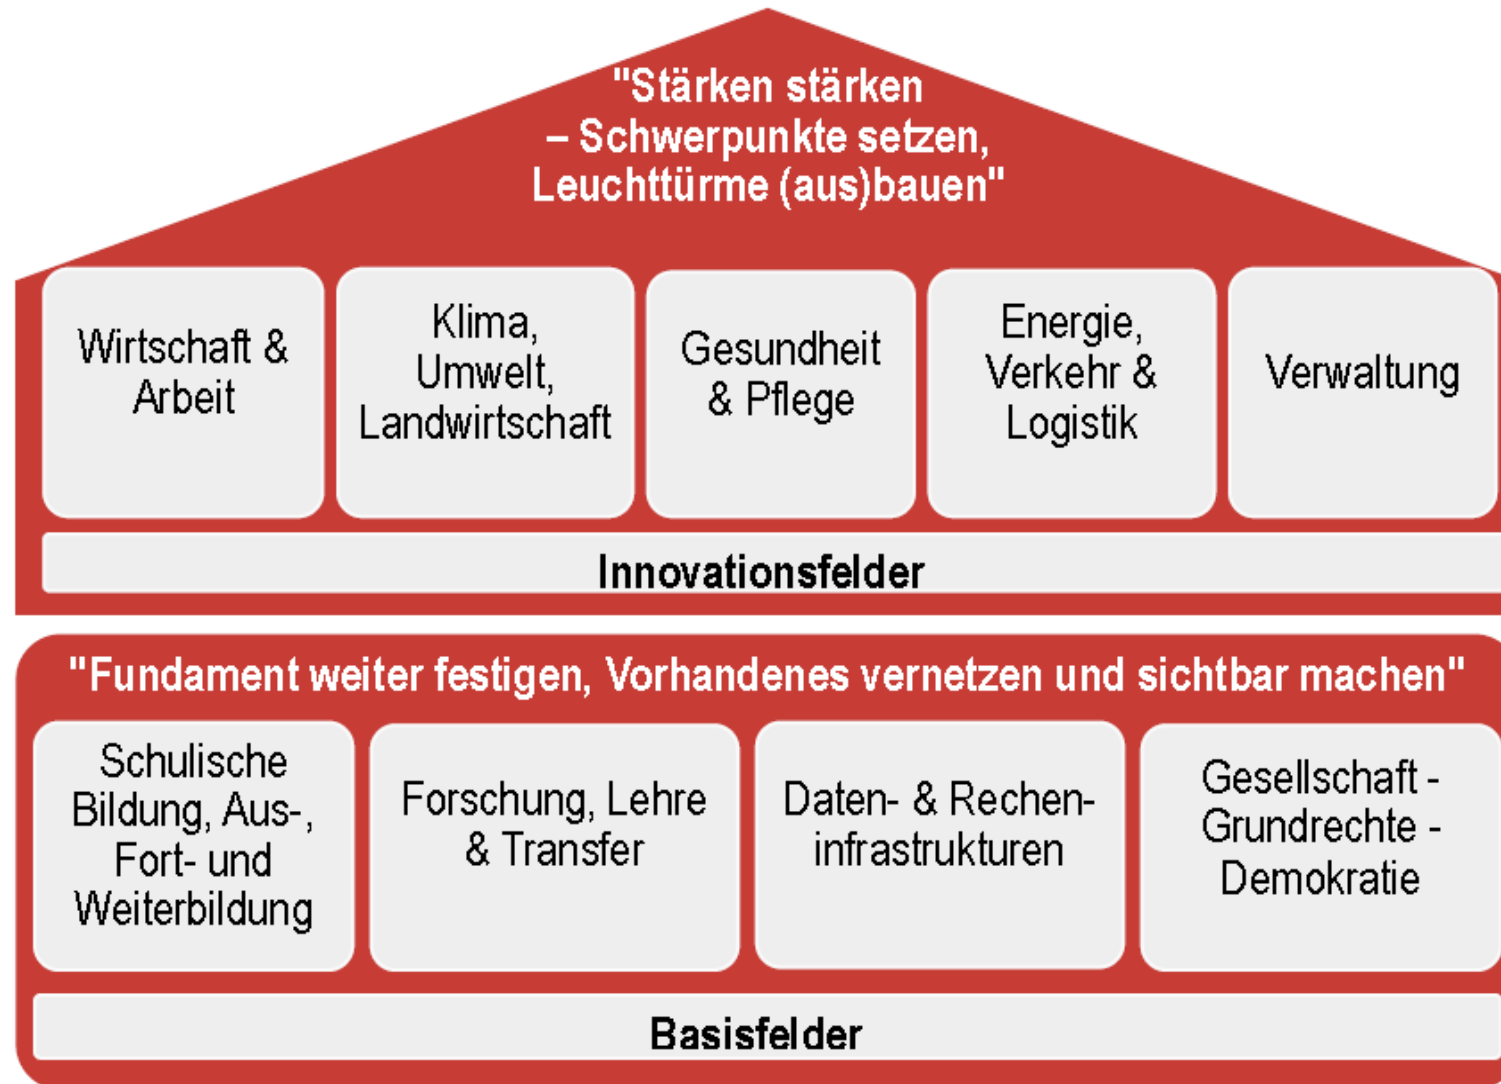 "Stärken stärken
– Schwerpunkte setzen,
Leuchttürme (aus)bauen"
Wirtschaft &
Arbeit
Klima,
Umwelt,
Landwirtschaft
Gesundheit
& Pflege
Energie,
Verkehr &
Logistik
Verwaltung
Innovationsfelder
"Fundament weiter festigen, Vorhandenes vernetzen und sichtbar machen"
Schulische
Bildung, Aus-,
Fort- und
Weiterbildung
Forschung, Lehre
& Transfer
Daten- & Rechen-
infrastrukturen
Gesellschaft -
Grundrechte -
Demokratie
Basisfelder